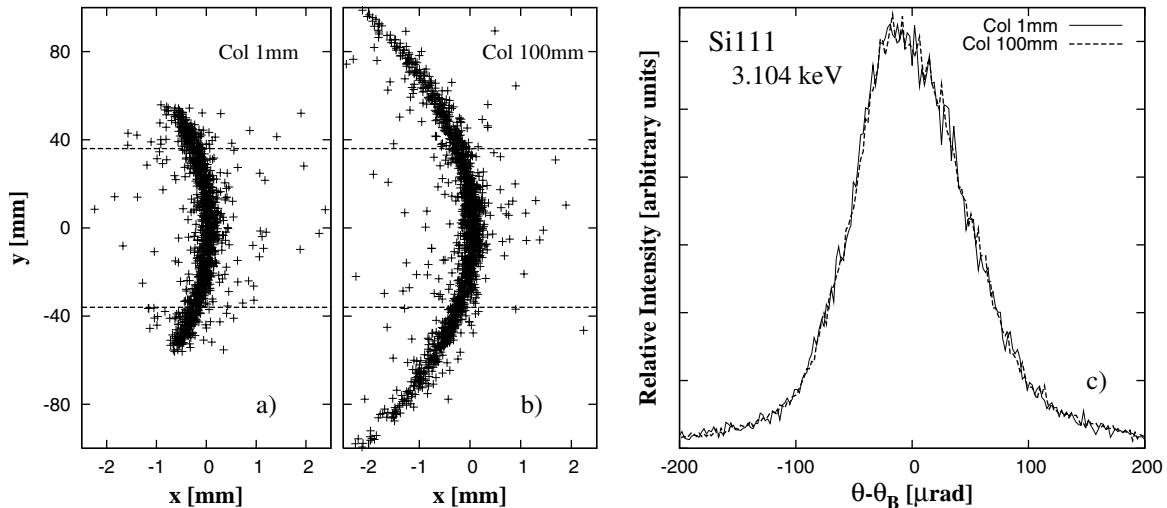 80
40
0
-40
-80
y [mm]
Col 1mm
a)
-2 -1 0 1 2
x [mm]
Col 100mm
b)
-2 -1 0 1 2
x [mm]
Relative Intensity [arbitrary units]
Si111
3.104 keV
Col 1mm
Col 100mm
c)
-200 -100 0 100 200
θ-θB [μrad]